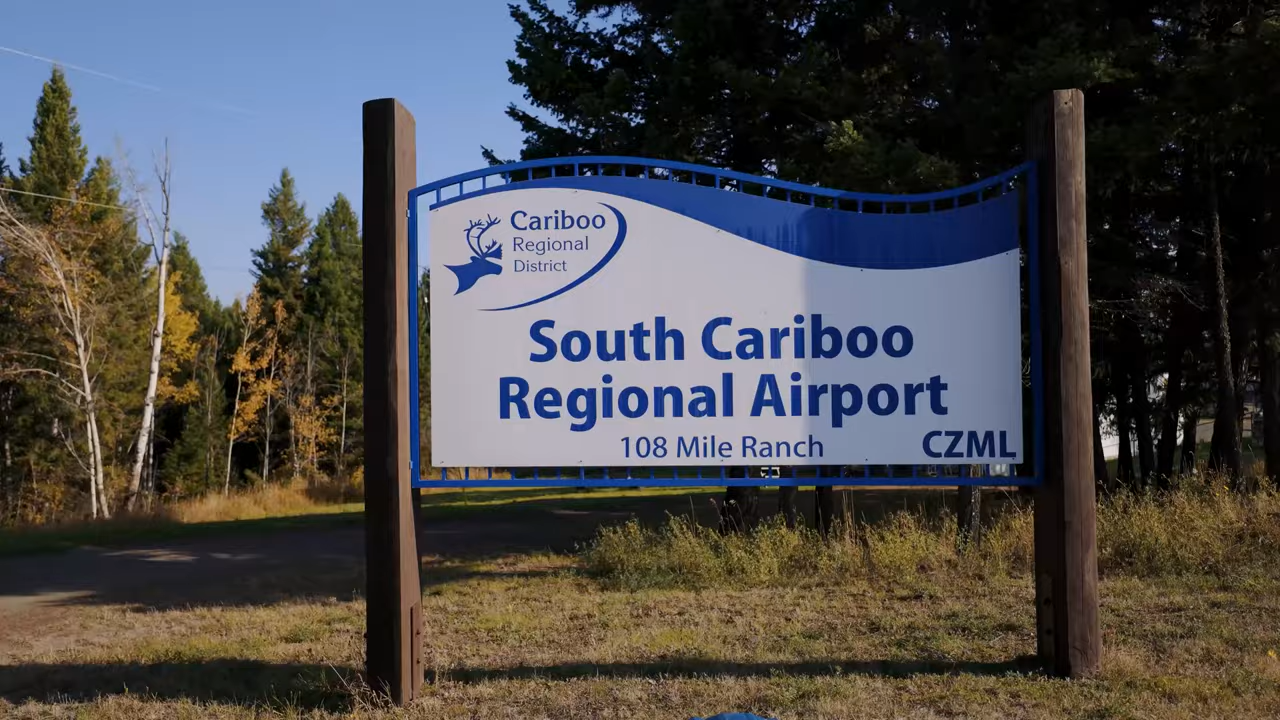 Cariboo
Regional
District
South Cariboo
Regional Airport
108 Mile Ranch
CZML